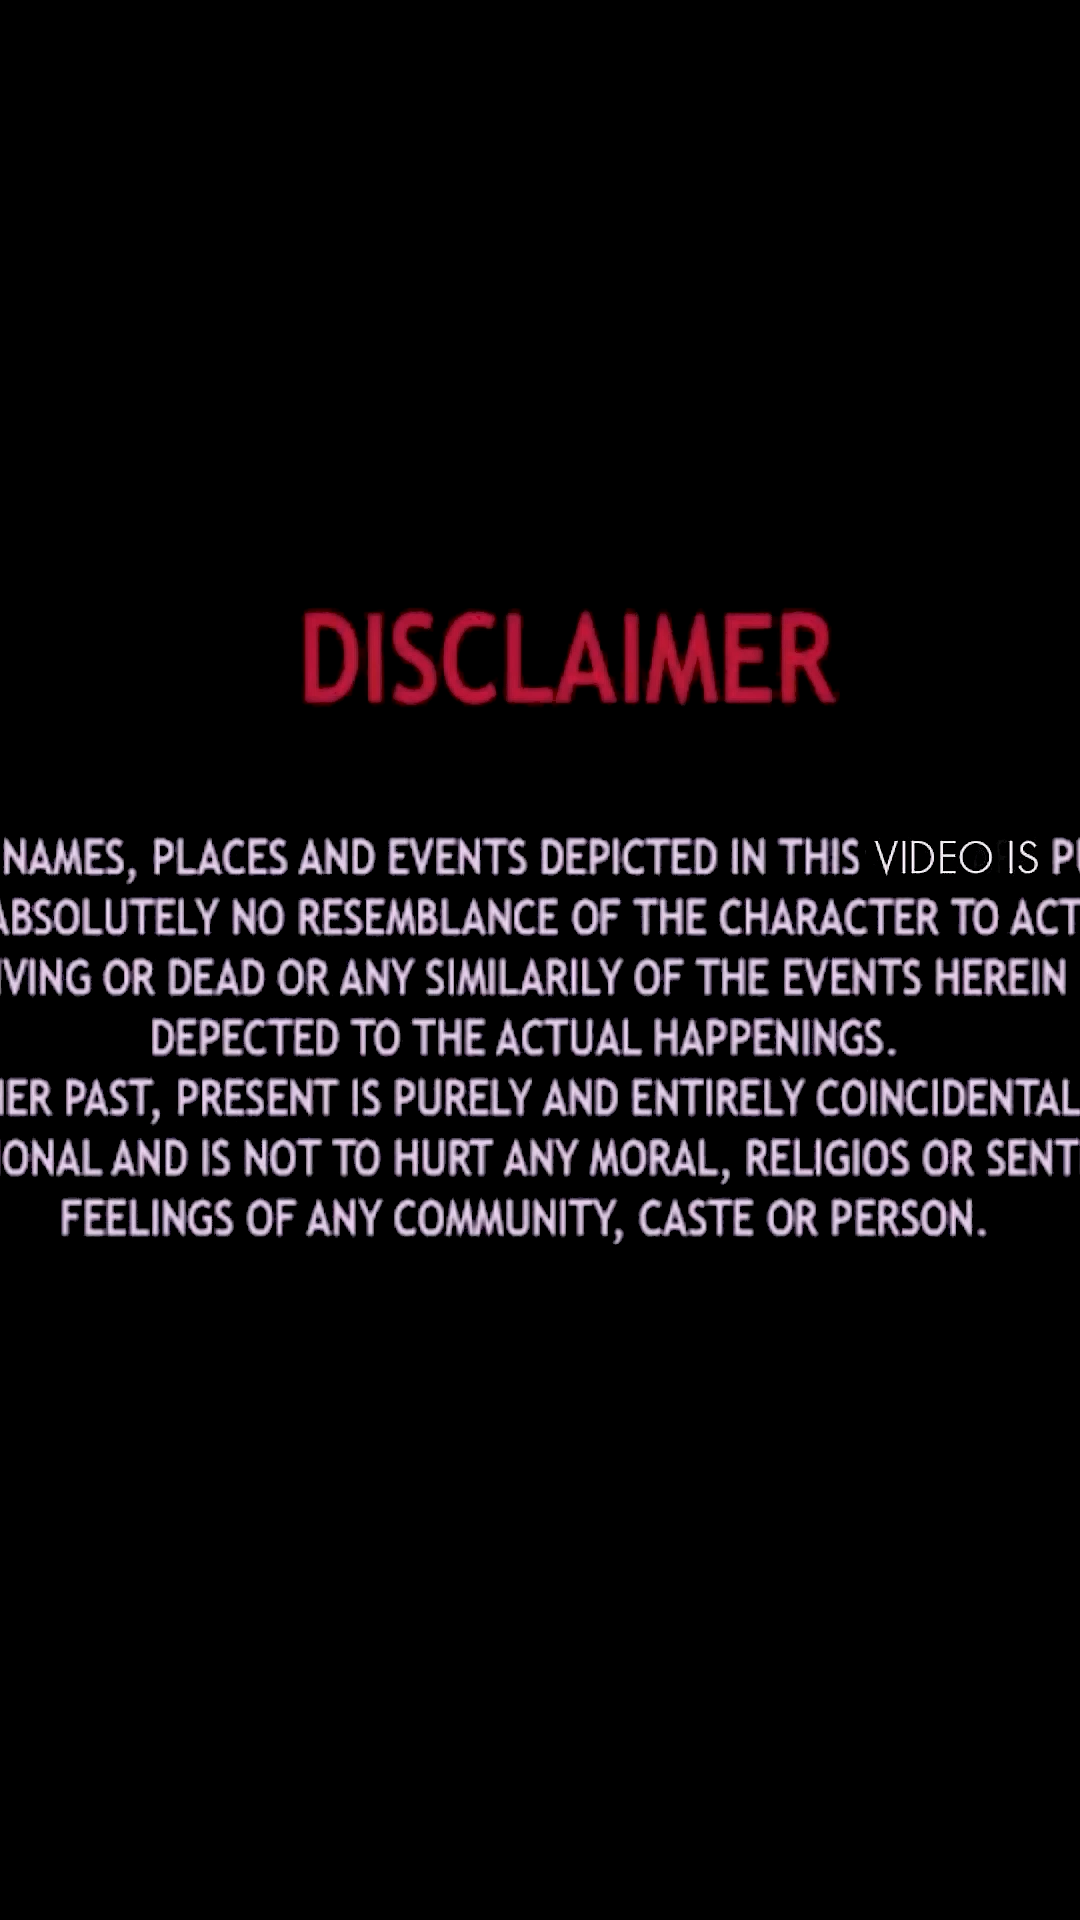 DISCLAIMER
NAMES, PLACES AND EVENTS DEPICTED IN THIS VIDEO IS
ABSOLUTELY NO RESEMBLANCE OF THE CHARACTER TO ACT
IVING OR DEAD OR ANY SIMILARILY OF THE EVENTS HEREIN
DEPECTED TO THE ACTUAL HAPPENINGS.
ER PAST, PRESENT IS PURELY AND ENTIRELY COINCIDENTAL
ONAL AND IS NOT TO HURT ANY MORAL, RELIGIOS OR SENT
FEELINGS OF ANY COMMUNITY, CASTE OR PERSON.